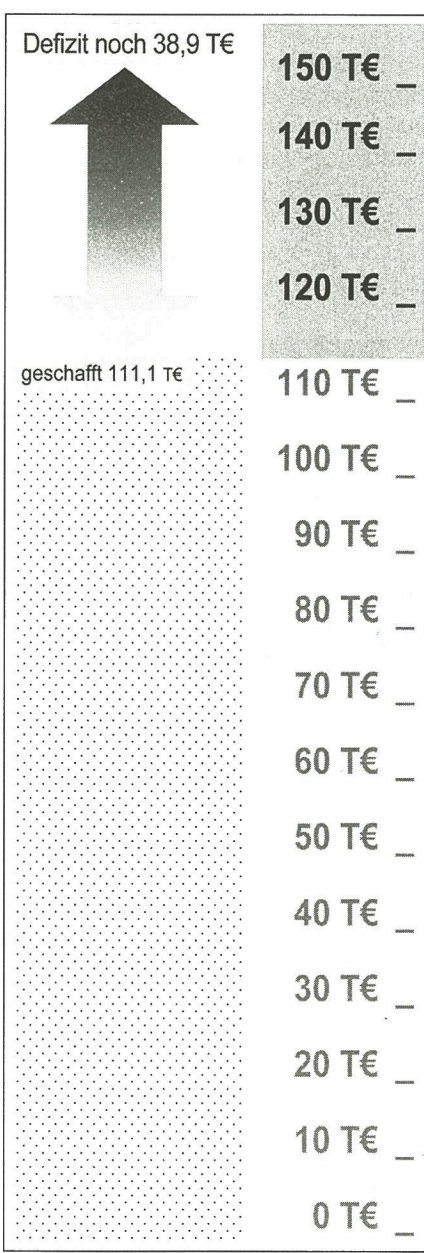 Defizit noch 38,9 T€
150 T€ _
140 T€ _
130 T€ _
120 T€ _
geschafft 111,1 T€
110 T€ _
100 T€ _
90 T€ _
80 T€ _
70 T€ _
60 T€ _
50 T€ _
40 T€ _
30 T€ _
20 T€ _
10 T€ _
0 T€ _